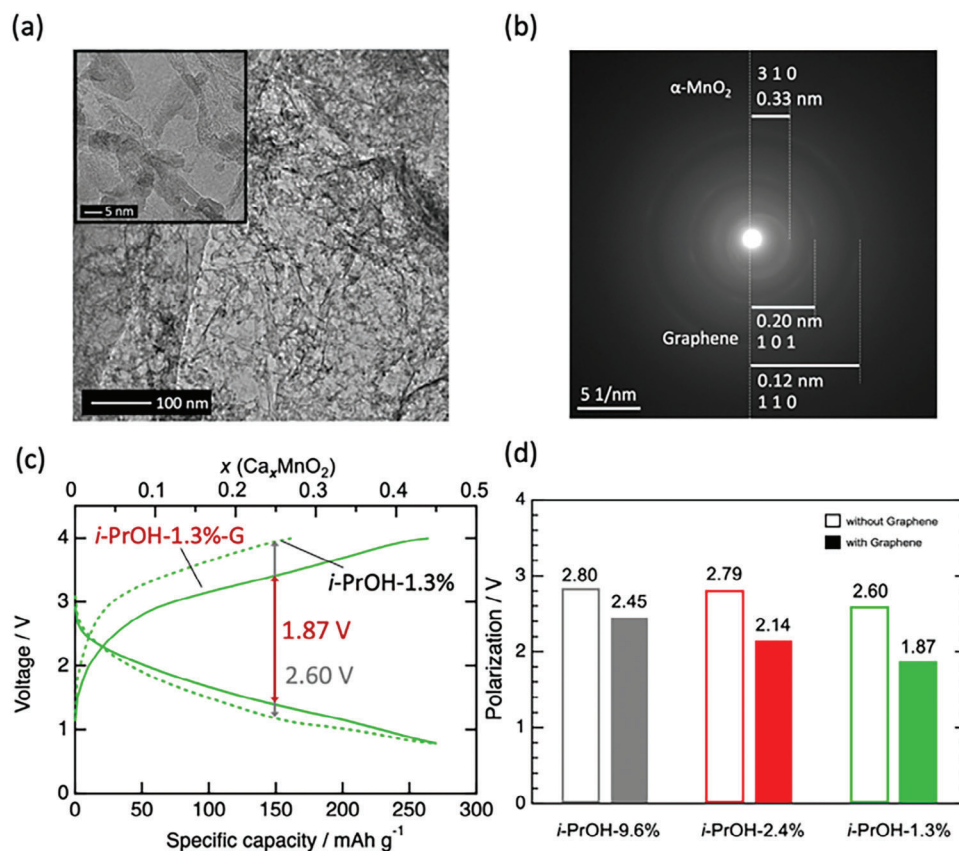 (a)
5 nm
100 nm
(b)
α-MnO₂
3 1 0
0.33 nm
Graphene
0.20 nm
1 0 1
0.12 nm
1 1 0
5 1/nm
(c)
x (CaₓMnO₂)
0 0.1 0.2 0.3 0.4 0.5
i-PrOH-1.3%-G
i-PrOH-1.3%
1.87 V
2.60 V
Voltage / V
5
4
3
2
1
0
0 50 100 150 200 250 300
Specific capacity / mAh g⁻¹
(d)
without Graphene
with Graphene
Polarization / V
4
3
2
1
0
2.80 2.45 2.79 2.14 2.60 1.87
i-PrOH-9.6% i-PrOH-2.4% i-PrOH-1.3%